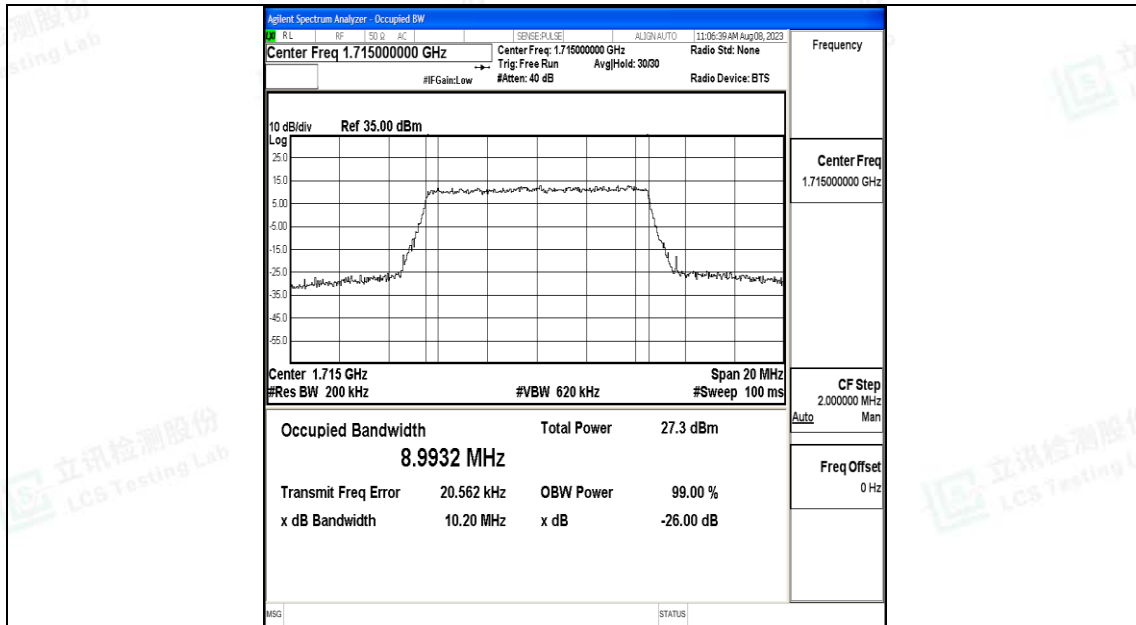 Agilent Spectrum Analyzer - Occupied BW
RL RF 50 Ω AC SENSE:PULSE ALIGNAUTO 11:06:39 AM Aug 08, 2023
Center Freq 1.715000000 GHz
Center Freq: 1.715000000 GHz
Radio Std: None
Trig: Free Run Avg|Hold: 30/30
#IFGain:Low
#Atten: 40 dB
Radio Device: BTS
10 dB/div Ref 35.00 dBm
Log
25.0
15.0
5.00
-5.00
-15.0
-25.0
-35.0
-45.0
-55.0
Center 1.715 GHz Span 20 MHz
#Res BW 200 kHz #VBW 620 kHz #Sweep 100 ms
Occupied Bandwidth Total Power 27.3 dBm
8.9932 MHz
Transmit Freq Error 20.562 kHz OBW Power 99.00 %
x dB Bandwidth 10.20 MHz x dB -26.00 dB
MSG STATUS
Frequency
Center Freq
1.715000000 GHz
CF Step
2.000000 MHz
Auto Man
Freq Offset
0 Hz
立讯检测股份
LCS Testing Lab